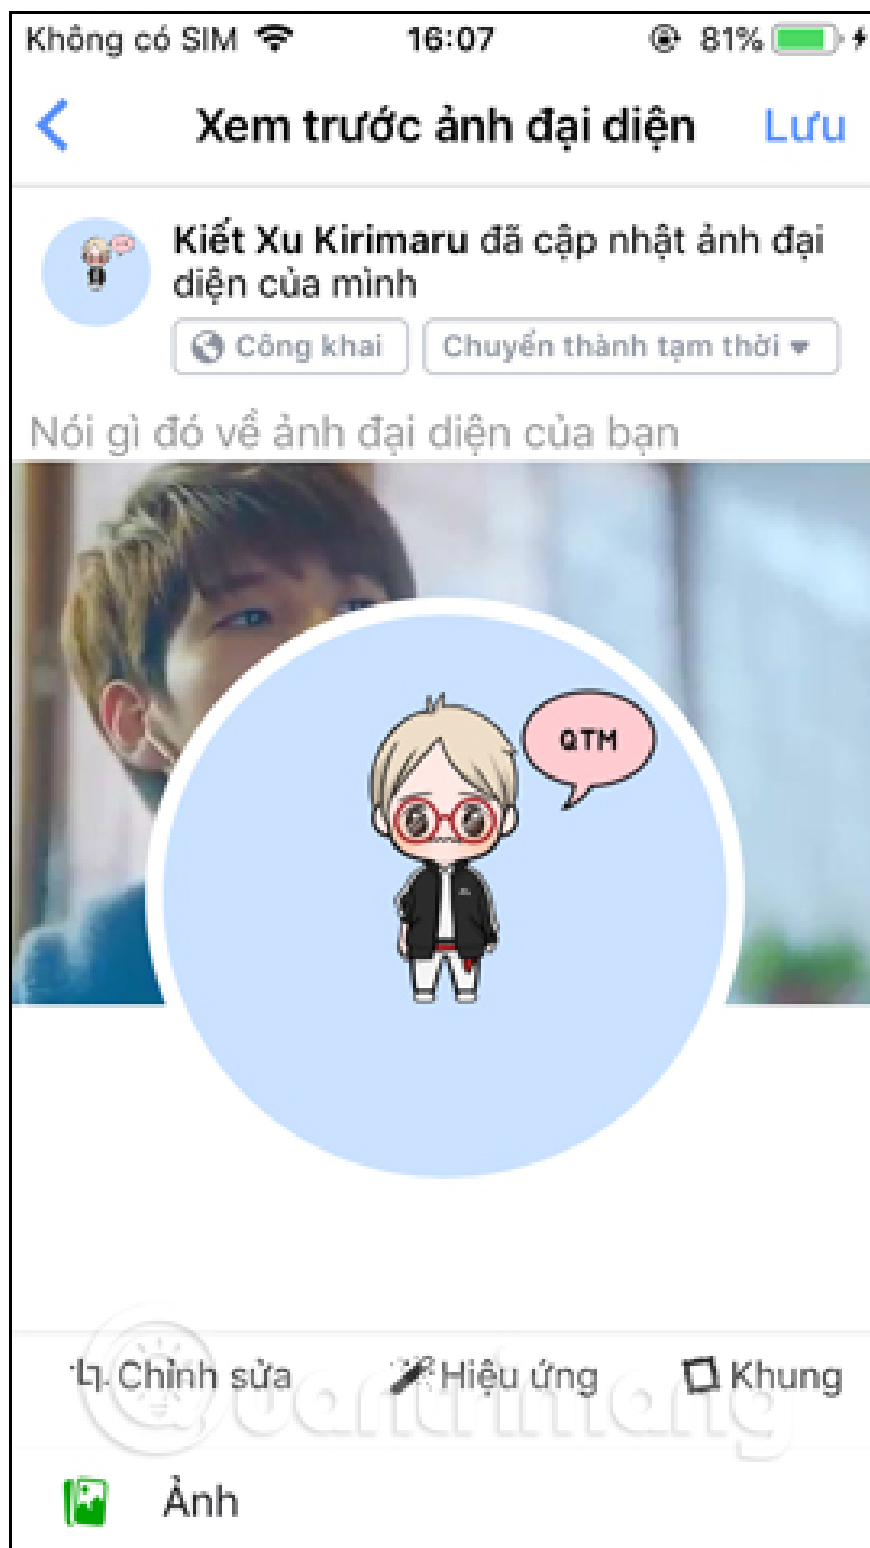 Không có SIM 16:07 81%
Xem trước ảnh đại diện Lưu
Kiết Xu Kirimaru đã cập nhật ảnh đại
diện của mình
Công khai Chuyển thành tạm thời
Nói gì đó về ảnh đại diện của bạn
QTM
Chỉnh sửa Hiệu ứng Khung
Quantrimang
Ảnh